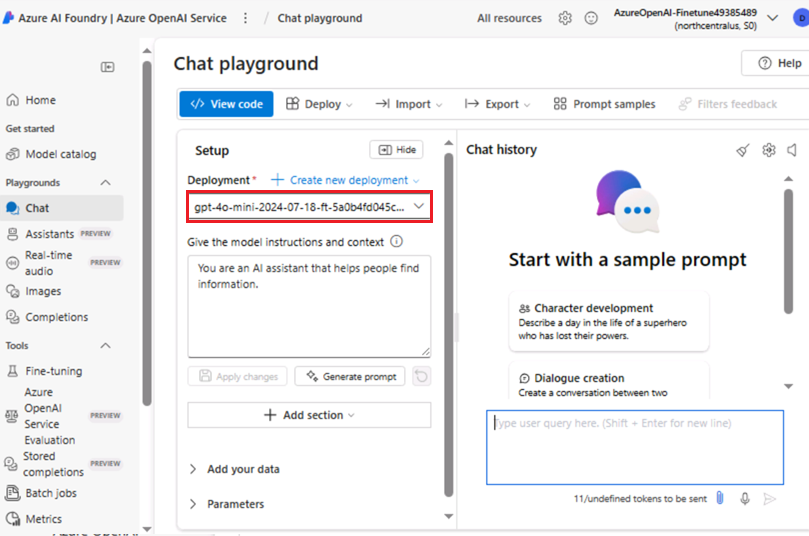 Azure AI Foundry | Azure OpenAI Service
/ Chat playground
All resources
AzureOpenAI-Finetune49385489
(northcentralus, S0)
D
Home
Get started
Model catalog
Playgrounds
Chat
Assistants PREVIEW
Real-time
audio
PREVIEW
Images
Completions
Tools
Fine-tuning
Azure
OpenAI
Service
Evaluation
PREVIEW
Stored
completions
PREVIEW
Batch jobs
Metrics
Chat playground
Help
</> View code
Deploy
Import
Export
Prompt samples
Filters feedback
Setup
Hide
Deployment*
+ Create new deployment
gpt-4o-mini-2024-07-18-ft-5a0b4fd045c...
Give the model instructions and context
You are an AI assistant that helps people find
information.
Apply changes
Generate prompt
+ Add section
Add your data
Parameters
Chat history
Start with a sample prompt
Character development
Describe a day in the life of a superhero
who has lost their powers.
Dialogue creation
Create a conversation between two
Type user query here. (Shift + Enter for new line)
11/undefined tokens to be sent